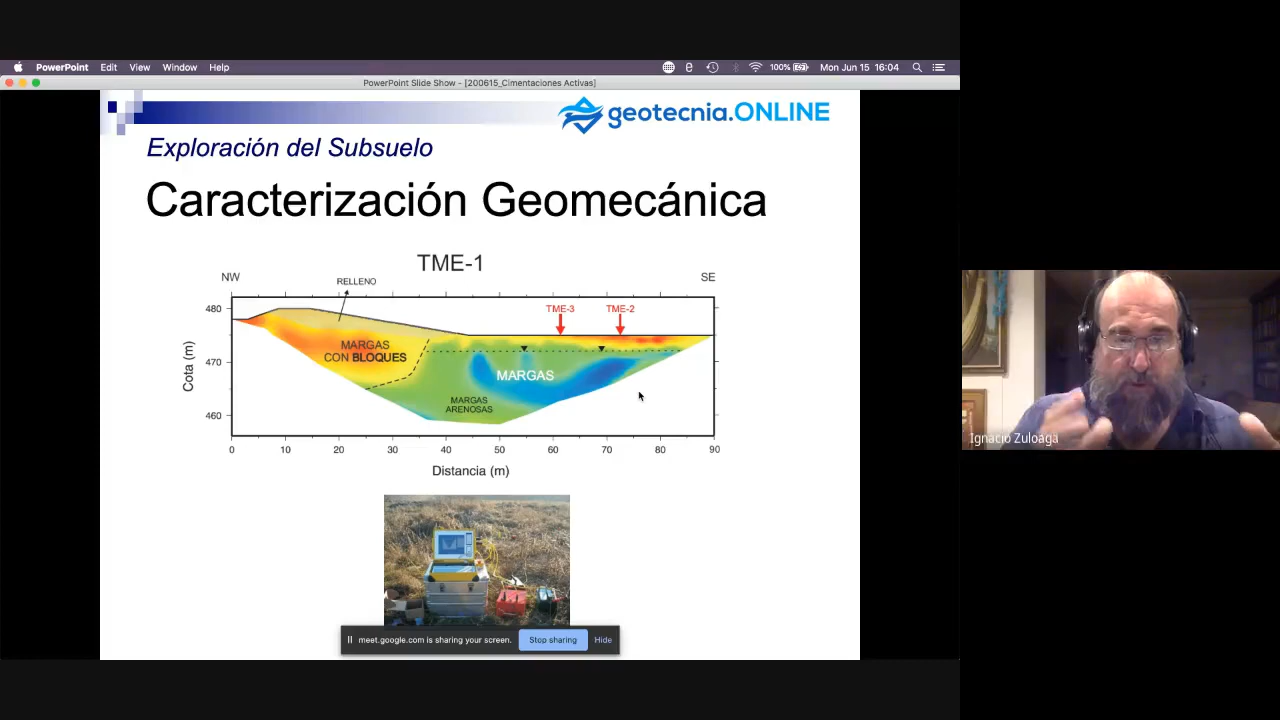 PowerPoint Edit View Window Help 100% Mon Jun 15 16:04
PowerPoint Slide Show - [200615_Cimentaciones Activas]
geotecnia.ONLINE
Exploración del Subsuelo
Caracterización Geomecánica
TME-1
NW SE
RELLENO
480
TME-3 TME-2
MARGAS
CON BLOQUES
470
MARGAS
Cota (m)
MARGAS
ARENOSAS
460
0 10 20 30 40 50 60 70 80 90
Distancia (m)
Ignacio Zuloaga
meet.google.com is sharing your screen. Stop sharing Hide